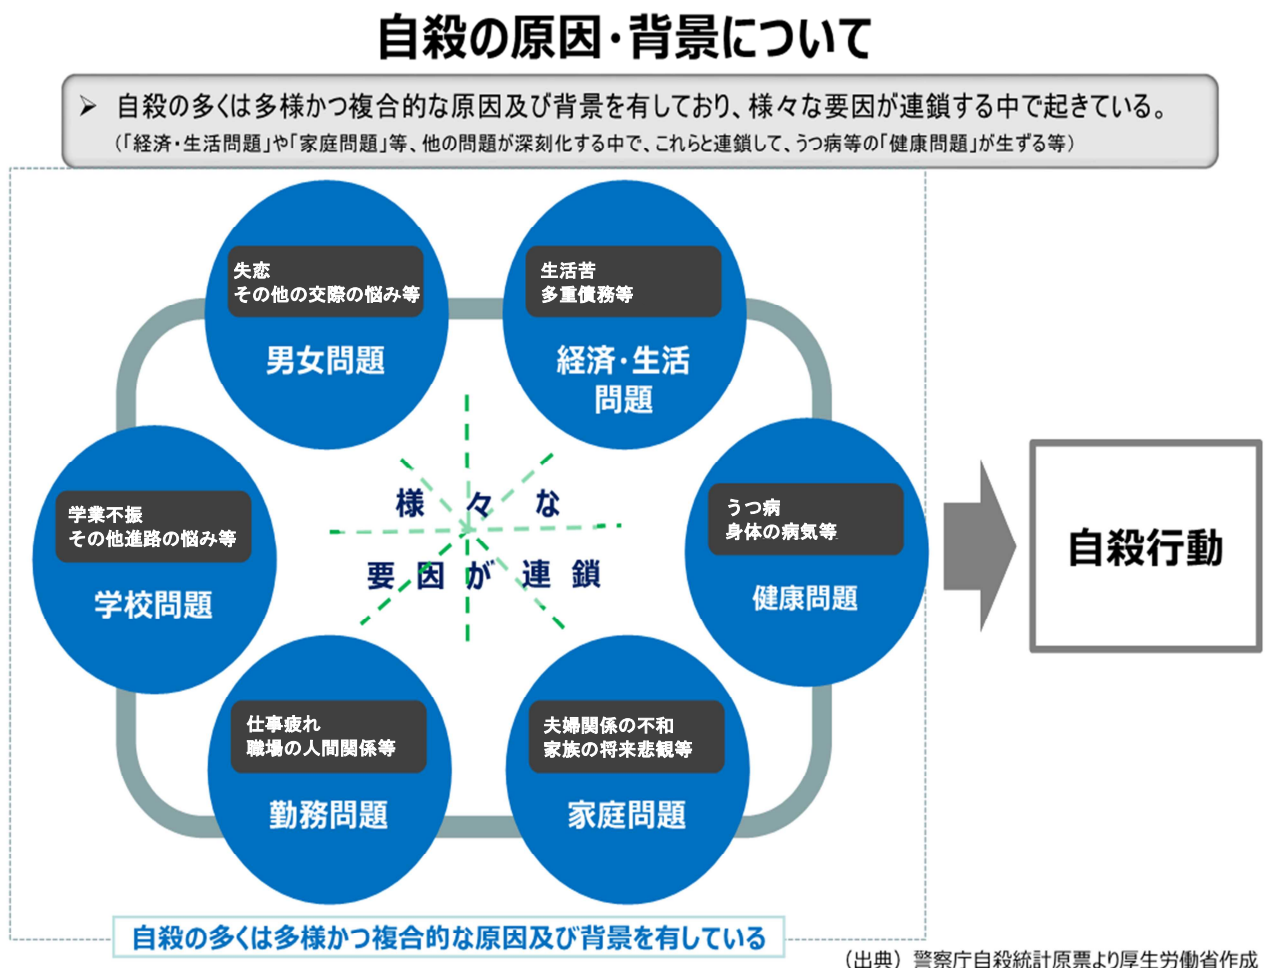 自殺の原因・背景について
➢ 自殺の多くは多様かつ複合的な原因及び背景を有しており、様々な要因が連鎖する中で起きている。
(「経済・生活問題」や「家庭問題」等、他の問題が深刻化する中で、これらと連鎖して、うつ病等の「健康問題」が生ずる等)
失恋
その他の交際の悩み等
男女問題
生活苦
多重債務等
経済・生活
問題
学業不振
その他進路の悩み等
学校問題
様々な
要因が連鎖
うつ病
身体の病気等
健康問題
自殺行動
仕事疲れ
職場の人間関係等
勤務問題
夫婦関係の不和
家族の将来悲観等
家庭問題
自殺の多くは多様かつ複合的な原因及び背景を有している
(出典) 警察庁自殺統計原票より厚生労働省作成